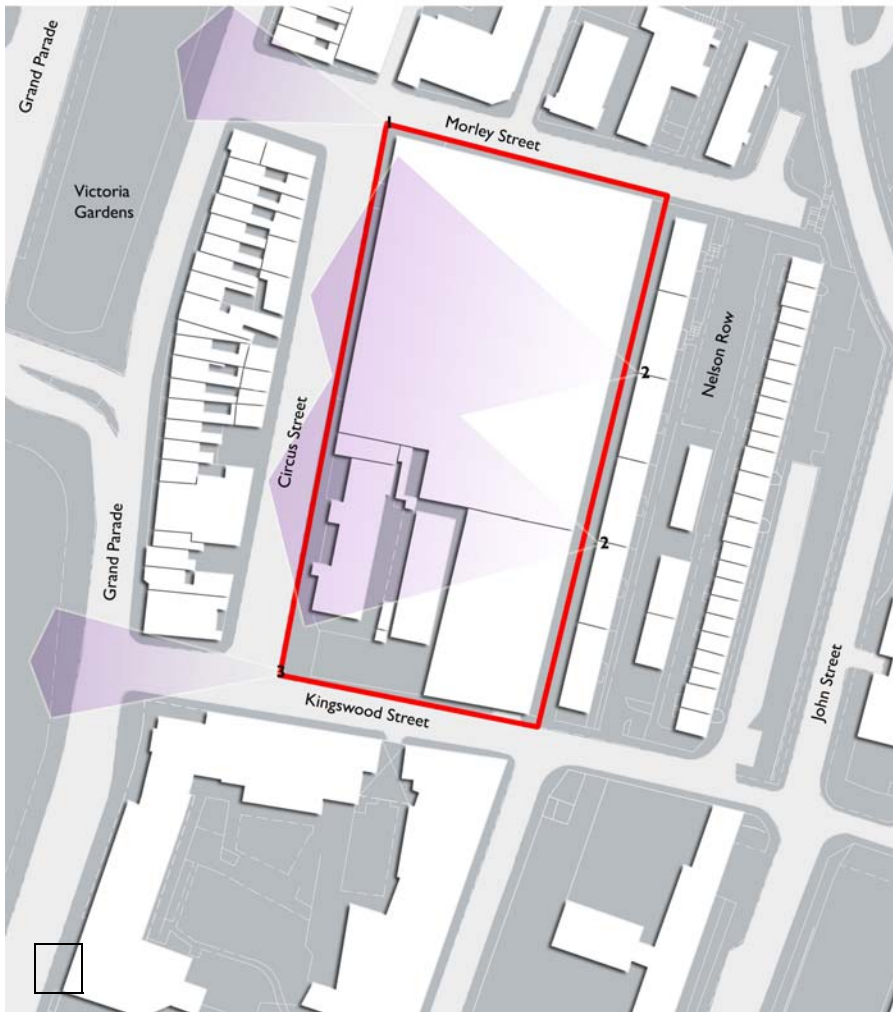 Grand Parade
1
Morley Street
Victoria
Gardens
2
Nelson Row
Circus Street
2
Grand Parade
3
Kingswood Street
John Street